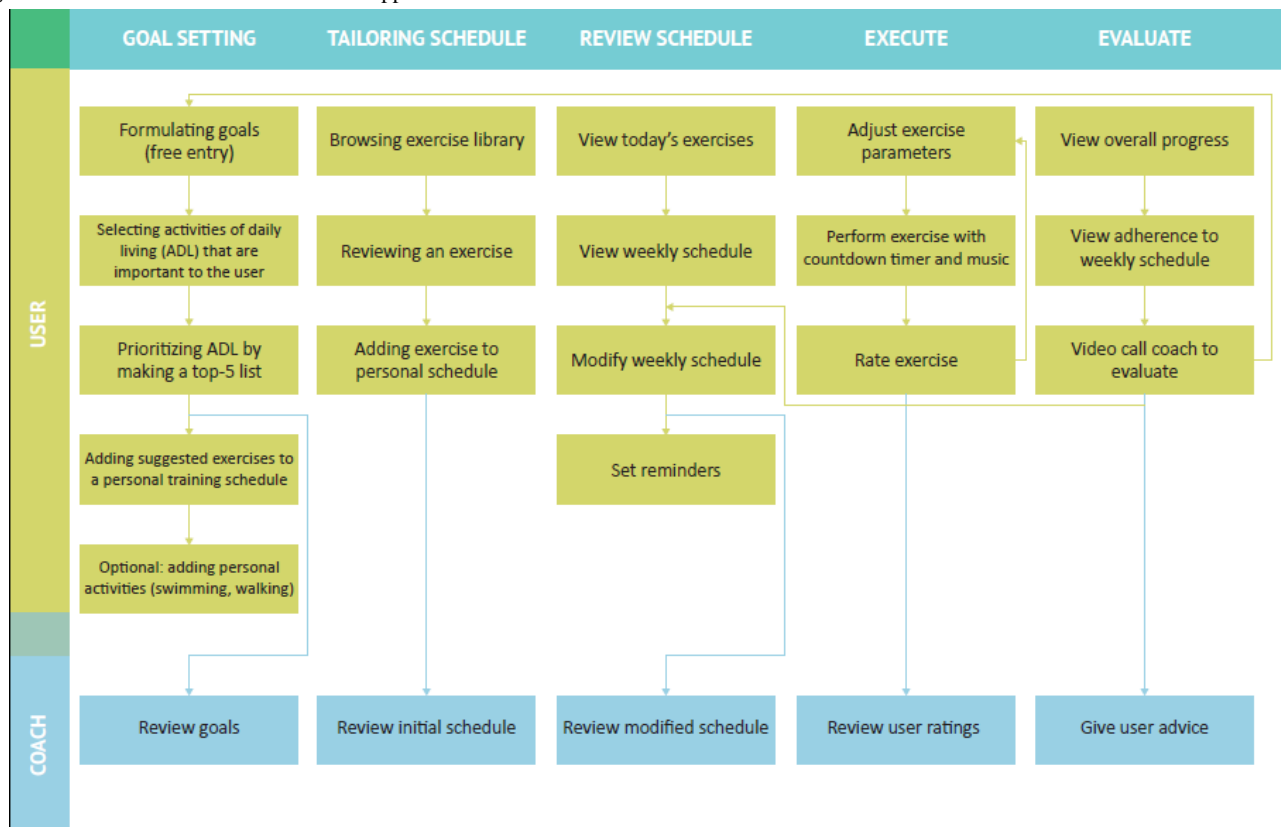 GOAL SETTING
TAILORING SCHEDULE
REVIEW SCHEDULE
EXECUTE
EVALUATE
USER
Formulating goals
(free entry)
Selecting activities of daily
living (ADL) that are
important to the user
Prioritizing ADL by
making a top-5 list
Adding suggested exercises to
a personal training schedule
Optional: adding personal
activities (swimming, walking)
Browsing exercise library
Reviewing an exercise
Adding exercise to
personal schedule
View today's exercises
View weekly schedule
Modify weekly schedule
Set reminders
Adjust exercise
parameters
Perform exercise with
countdown timer and music
Rate exercise
View overall progress
View adherence to
weekly schedule
Video call coach to
evaluate
COACH
Review goals
Review initial schedule
Review modified schedule
Review user ratings
Give user advice